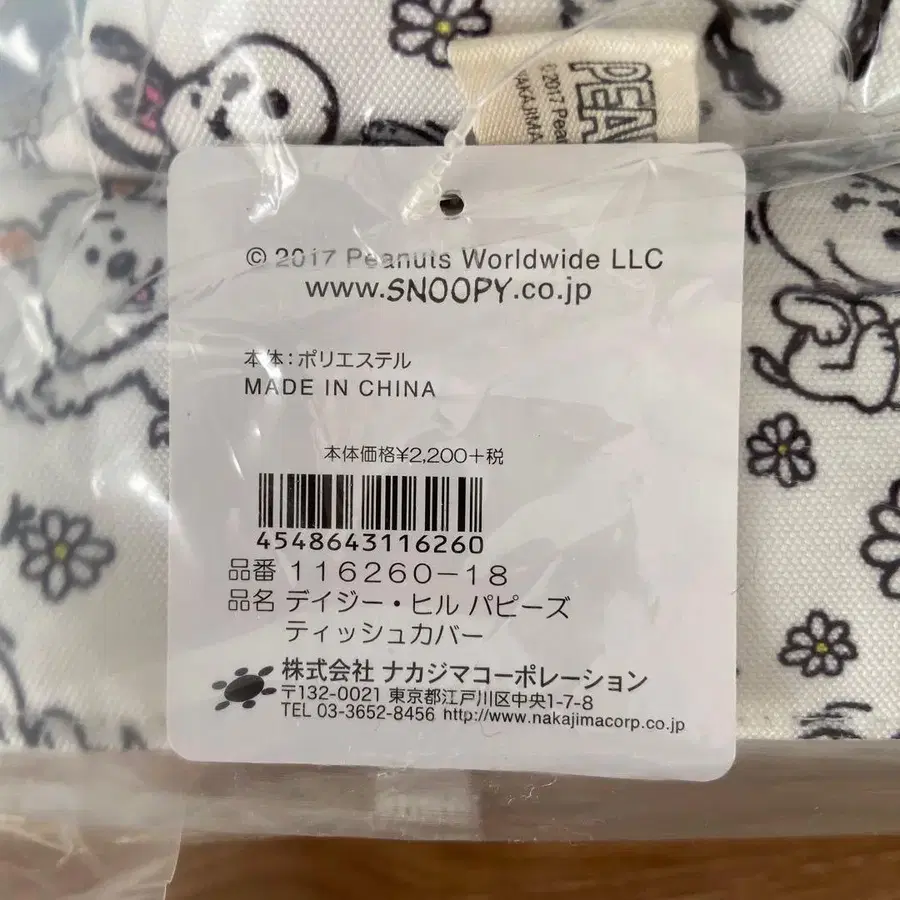 PEA
©2017 Pean
© 2017 Peanuts Worldwide LLC
www.SNOOPY.co.jp
本体：ポリエステル
MADE IN CHINA
本体価格¥2,200+税
4548643116260
品番 116260-18
品名 デイジー・ヒル パピーズ
ティッシュカバー
株式会社 ナカジマコーポレーション
〒132-0021 東京都江戸川区中央1-7-8
TEL 03-3652-8456 http://www.nakajimacorp.co.jp